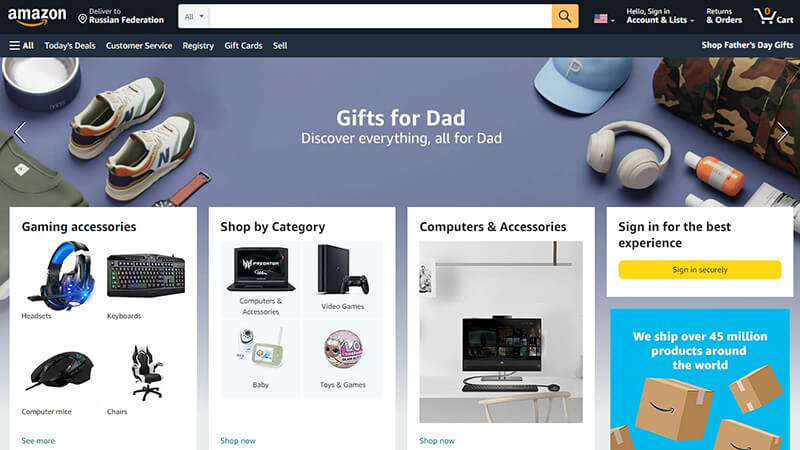 amazon
Deliver to
Russian Federation
All
Hello, Sign in
Account & Lists
Returns
& Orders
0
Cart
All
Today's Deals
Customer Service
Registry
Gift Cards
Sell
Shop Father's Day Gifts
Gifts for Dad
Discover everything, all for Dad
P
N
Gaming accessories
Headsets
Keyboards
Computer mice
Chairs
See more
Shop by Category
PREDATOR
Computers &
Accessories
Video Games
Baby
L.O.L
Toys & Games
Shop now
Computers & Accessories
Shop now
Sign in for the best
experience
Sign in securely
We ship over 45 million
products around
the world